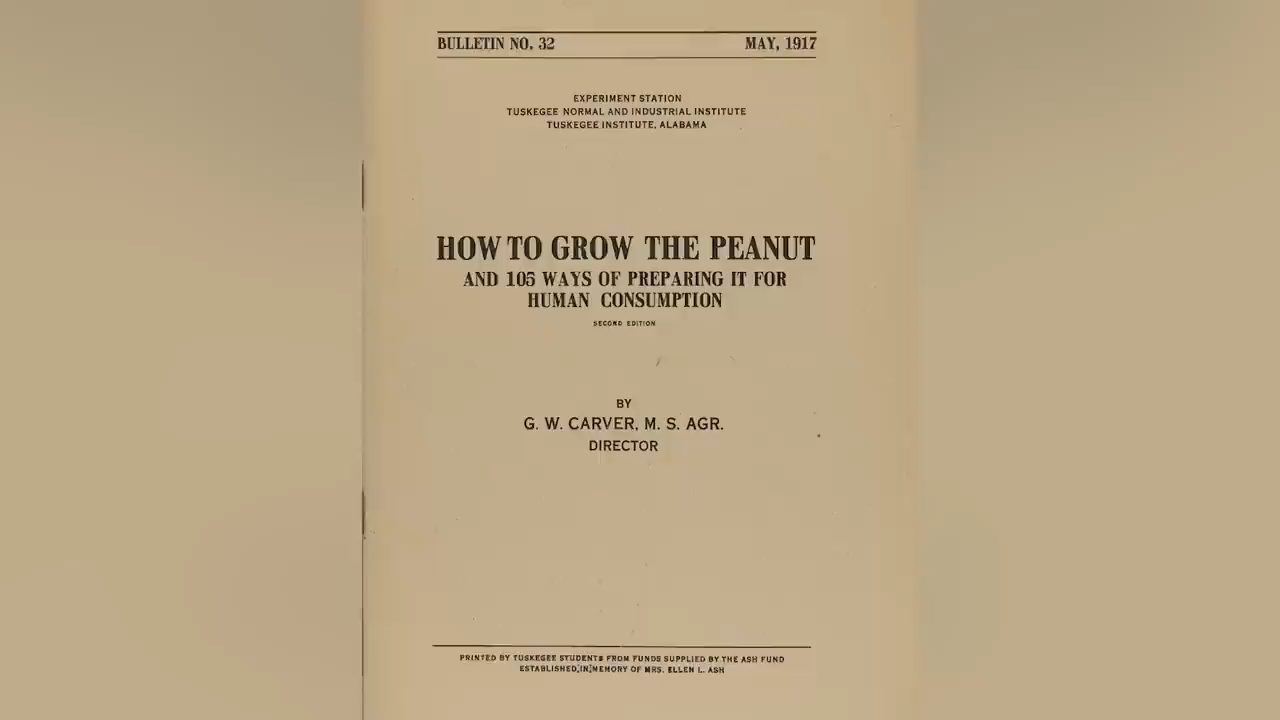 BULLETIN NO. 32 MAY, 1917
EXPERIMENT STATION
TUSKEGEE NORMAL AND INDUSTRIAL INSTITUTE
TUSKEGEE INSTITUTE, ALABAMA
HOW TO GROW THE PEANUT
AND 105 WAYS OF PREPARING IT FOR
HUMAN CONSUMPTION
SECOND EDITION
BY
G. W. CARVER, M. S. AGR.
DIRECTOR
PRINTED BY TUSKEGEE STUDENTS FROM FUNDS SUPPLIED BY THE ASH FUND
ESTABLISHED IN MEMORY OF MRS. ELLEN L. ASH